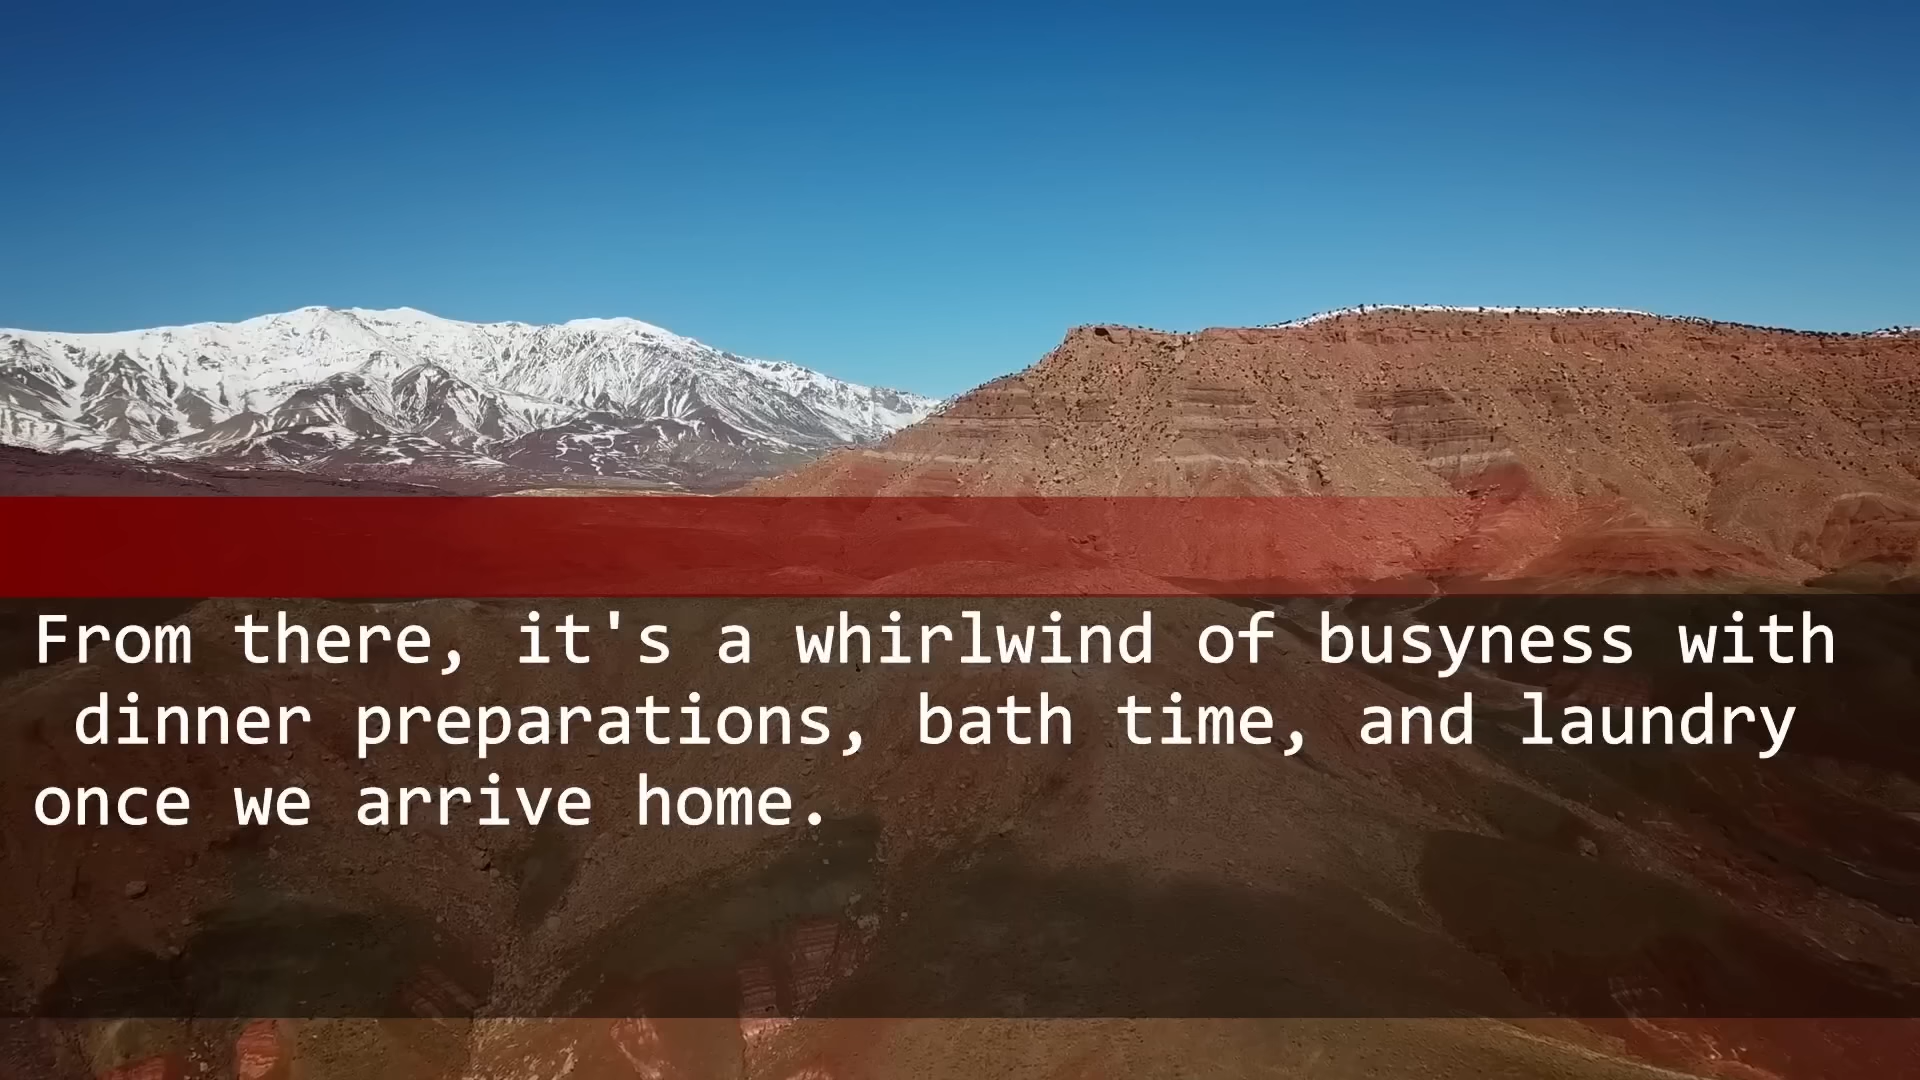 From there, it's a whirlwind of busyness with
dinner preparations, bath time, and laundry
once we arrive home.